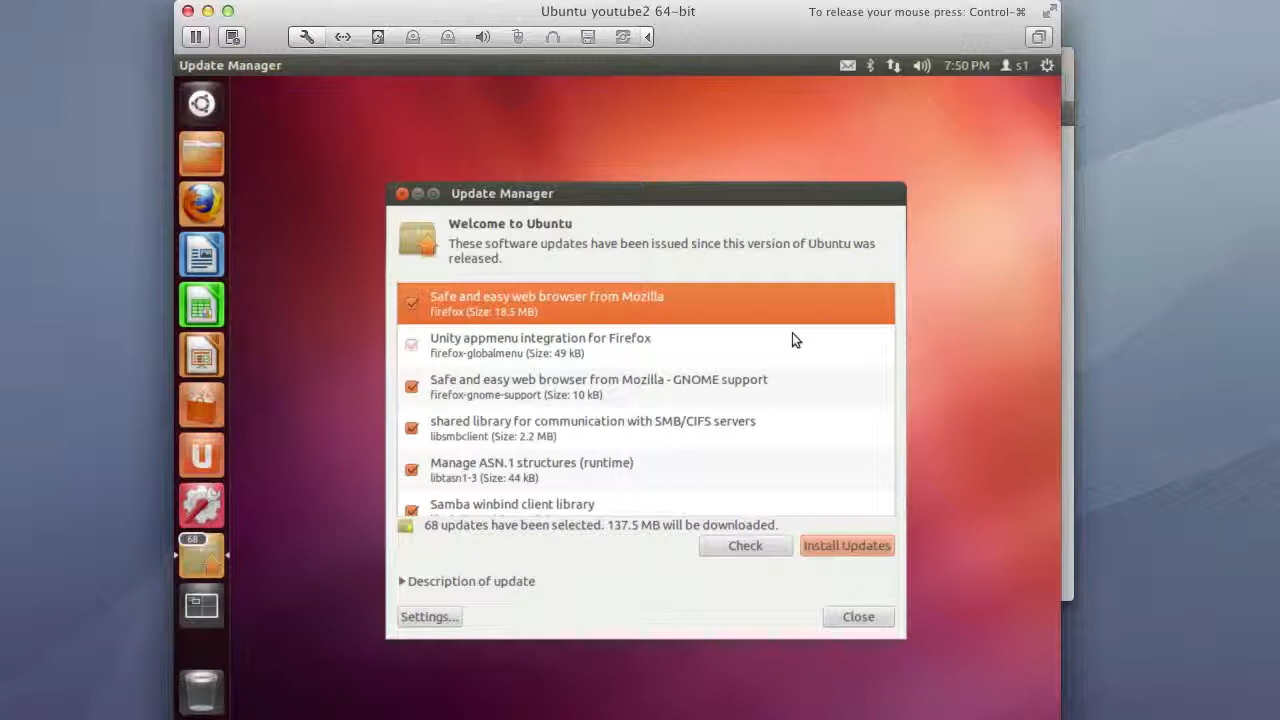 Ubuntu youtube2 64-bit
To release your mouse press: Control-⌘
Update Manager
7:50 PM
s1
Update Manager
Welcome to Ubuntu
These software updates have been issued since this version of Ubuntu was
released.
Safe and easy web browser from Mozilla
firefox (Size: 18.5 MB)
Unity appmenu integration for Firefox
firefox-globalmenu (Size: 49 kB)
Safe and easy web browser from Mozilla - GNOME support
firefox-gnome-support (Size: 10 kB)
shared library for communication with SMB/CIFS servers
libsmbclient (Size: 2.2 MB)
Manage ASN.1 structures (runtime)
libtasn1-3 (Size: 44 kB)
Samba winbind client library
68 updates have been selected. 137.5 MB will be downloaded.
Check
Install Updates
68
Description of update
Settings...
Close